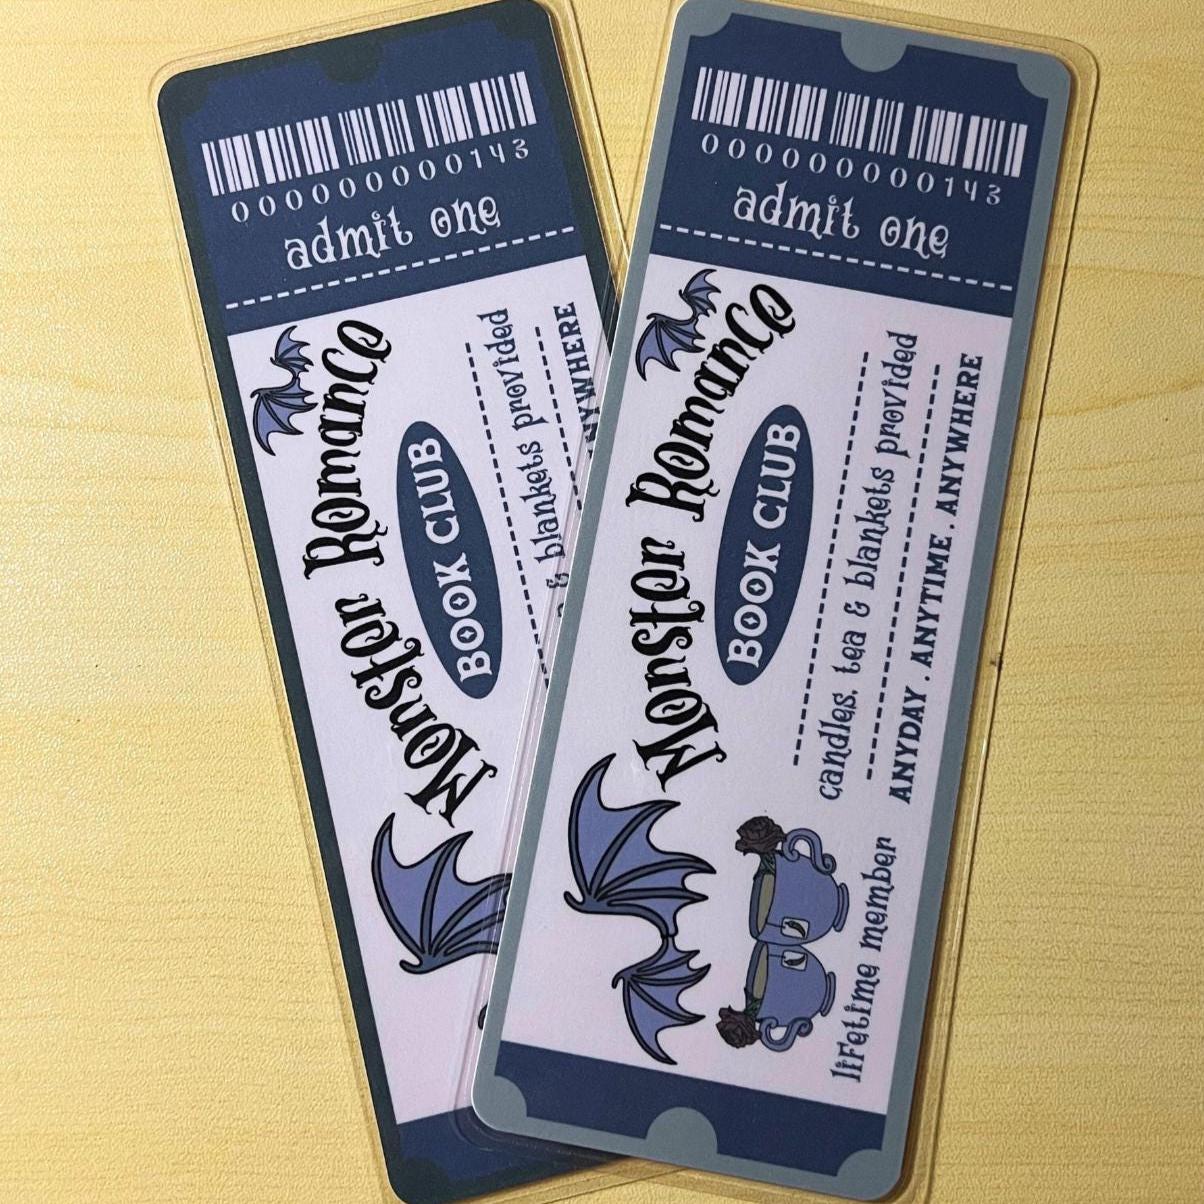 000000000143
admit one
Monster Romance
BOOK CLUB
& blankets provided
ANYWHERE
000000000143
admit one
Monster Romance
BOOK CLUB
candles, tea & blankets provided
ANYDAY . ANYTIME . ANYWHERE
lifetime member